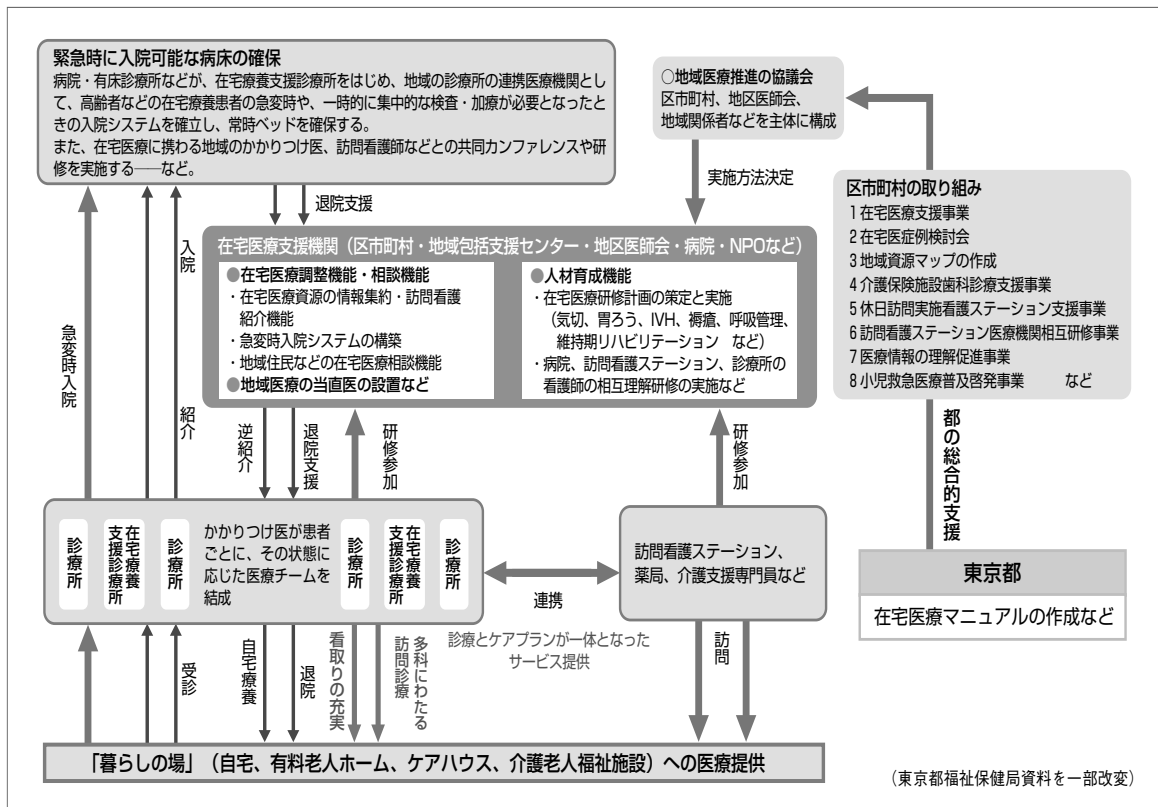 緊急時に入院可能な病床の確保
病院・有床診療所などが、在宅療養支援診療所をはじめ、地域の診療所の連携医療機関とし
て、高齢者などの在宅療養患者の急変時や、一時的に集中的な検査・加療が必要となったと
きの入院システムを確立し、常時ベッドを確保する。
また、在宅医療に携わる地域のかかりつけ医、訪問看護師などとの共同カンファレンスや研
修を実施する──など。
○地域医療推進の協議会
区市町村、地区医師会、
地域関係者などを主体に構成
実施方法決定
区市町村の取り組み
1 在宅医療支援事業
2 在宅医症例検討会
3 地域資源マップの作成
4 介護保険施設歯科診療支援事業
5 休日訪問実施看護ステーション支援事業
6 訪問看護ステーション医療機関相互研修事業
7 医療情報の理解促進事業
8 小児救急医療普及啓発事業　など
都の総合的支援
東京都
在宅医療マニュアルの作成など
退院支援
在宅医療支援機関（区市町村・地域包括支援センター・地区医師会・病院・NPOなど）
●在宅医療調整機能・相談機能
・在宅医療資源の情報集約・訪問看護
紹介機能
・急変時入院システムの構築
・地域住民などの在宅医療相談機能
●地域医療の当直医の設置など
●人材育成機能
・在宅医療研修計画の策定と実施
（気切、胃ろう、IVH、褥瘡、呼吸管理、
維持期リハビリテーション　など）
・病院、訪問看護ステーション、診療所の
看護師の相互理解研修の実施など
急変時入院
紹介
入院
逆紹介
退院支援
研修参加
研修参加
診療所
在宅療養
支援診療所
診療所
かかりつけ医が患者
ごとに、その状態に
応じた医療チームを
結成
診療所
在宅療養
支援診療所
診療所
連携
訪問看護ステーション、
薬局、介護支援専門員など
診療とケアプランが一体となった
サービス提供
受診
自宅療養
退院
看取りの充実
多科にわたる
訪問診療
訪問
「暮らしの場」（自宅、有料老人ホーム、ケアハウス、介護老人福祉施設）への医療提供
（東京都福祉保健局資料を一部改変）